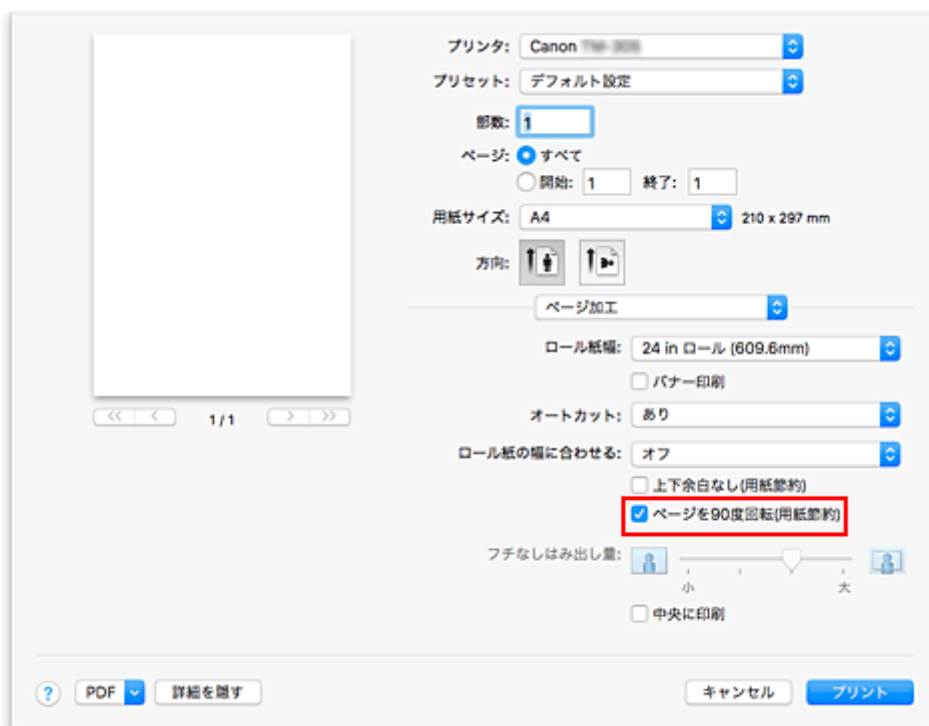 プリンタ: Canon
プリセット: デフォルト設定
部数: 1
ページ: すべて
開始: 1 終了: 1
用紙サイズ: A4 210 x 297 mm
方向:
ページ加工
ロール紙幅: 24 in ロール (609.6mm)
バナー印刷
<< < 1/1 > >>
オートカット: あり
ロール紙の幅に合わせる: オフ
上下余白なし(用紙節約)
ページを90度回転(用紙節約)
フチなしはみ出し量:
小 大
中央に印刷
? PDF 詳細を隠す キャンセル プリント